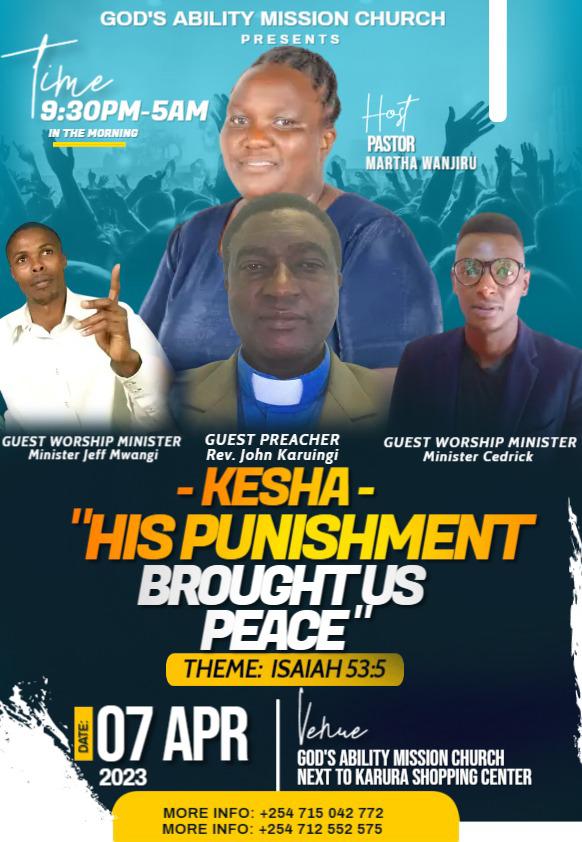 GOD'S ABILITY MISSION CHURCH
PRESENTS
Time
9:30PM-5AM
IN THE MORNING
Host
PASTOR
MARTHA WANJIRU
GUEST WORSHIP MINISTER
Minister Jeff Mwangi
GUEST PREACHER
Rev. John Karuingi
GUEST WORSHIP MINISTER
Minister Cedrick
- KESHA -
"HIS PUNISHMENT
BROUGHT US
PEACE"
THEME: ISAIAH 53:5
DATE:
07 APR
2023
Venue
GOD'S ABILITY MISSION CHURCH
NEXT TO KARURA SHOPPING CENTER
MORE INFO: +254 715 042 772
MORE INFO: +254 712 552 575